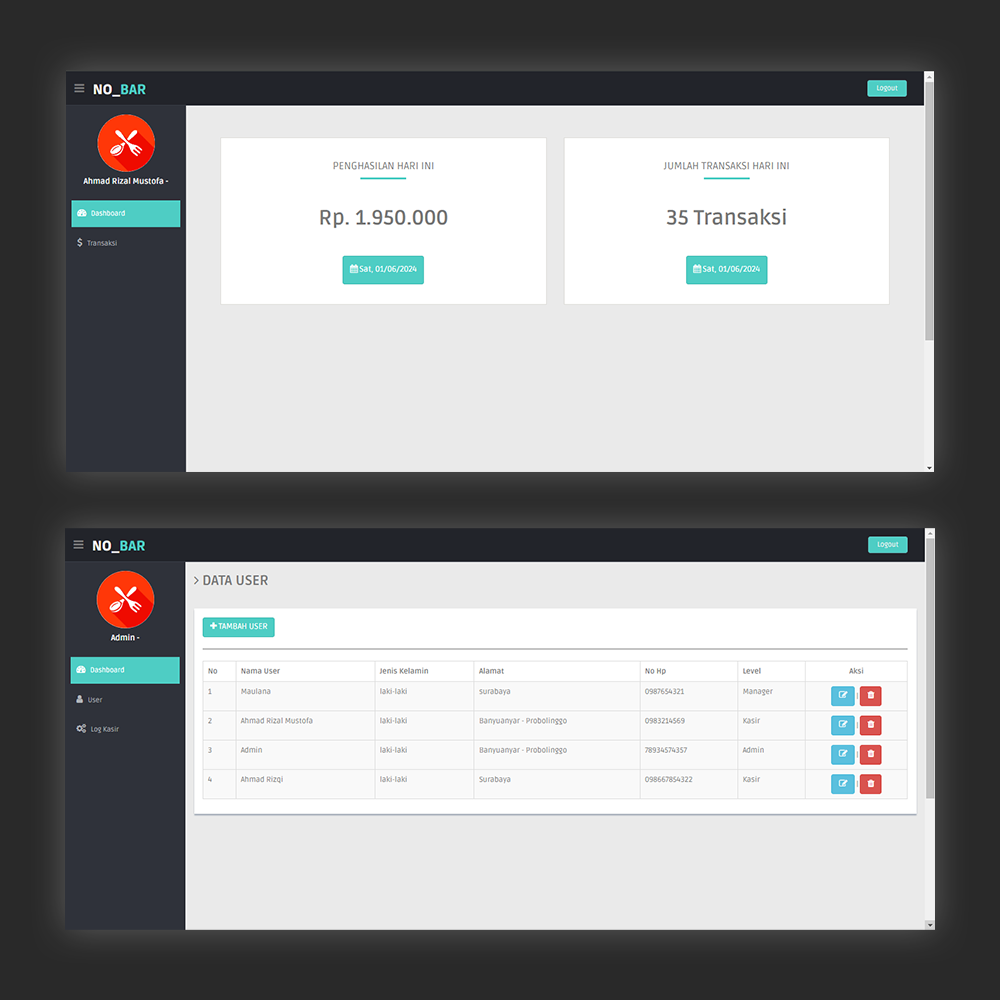 NO_BAR
Logout
Ahmad Rizal Mustofa -
Dashboard
Transaksi
PENGHASILAN HARI INI
Rp. 1.950.000
Sat, 01/06/2024
JUMLAH TRANSAKSI HARI INI
35 Transaksi
Sat, 01/06/2024
NO_BAR
Logout
Admin -
Dashboard
User
Log Kasir
> DATA USER
+TAMBAH USER
No Nama User Jenis Kelamin Alamat No Hp Level Aksi
1 Maulana laki-laki surabaya 0987654321 Manager |
2 Ahmad Rizal Mustofa laki-laki Banyuanyar - Probolinggo 0983214569 Kasir |
3 Admin laki-laki Banyuanyar - Probolinggo 78934574357 Admin |
4 Ahmad Rizqi laki-laki Surabaya 098667854322 Kasir |